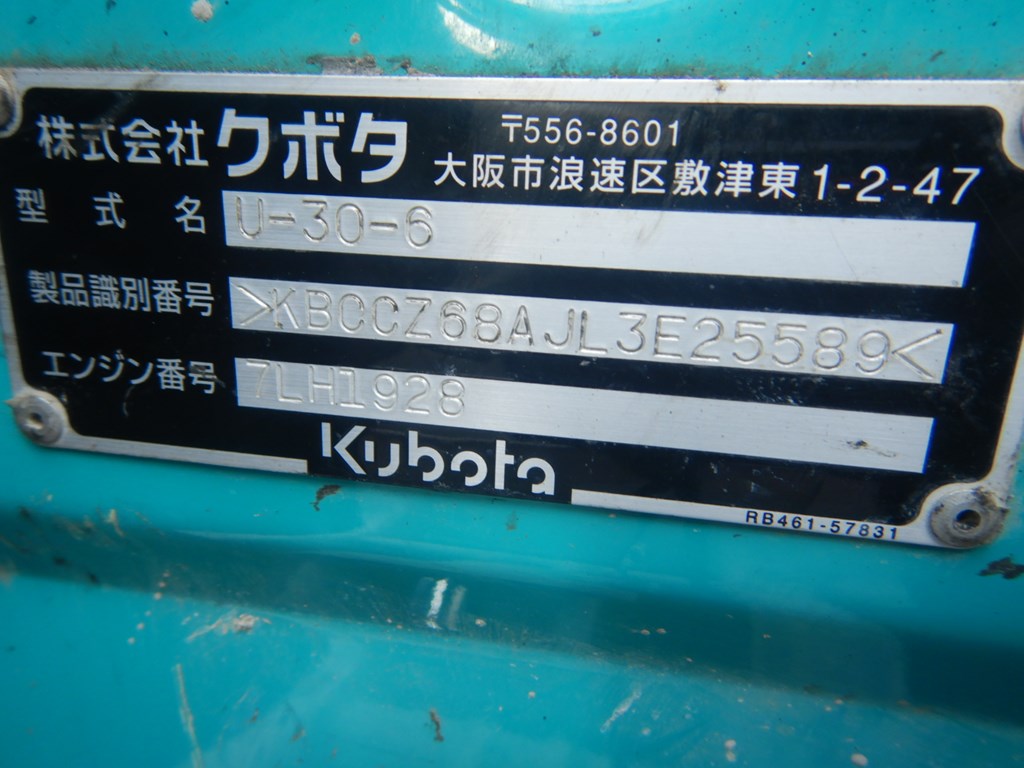 株式会社クボタ
〒556-8601
大阪市浪速区敷津東1-2-47
型式名 U-30-6
製品識別番号 >KBCCZ68AJL3E25589<
エンジン番号 7LH1928
Kubota
RB461-57831